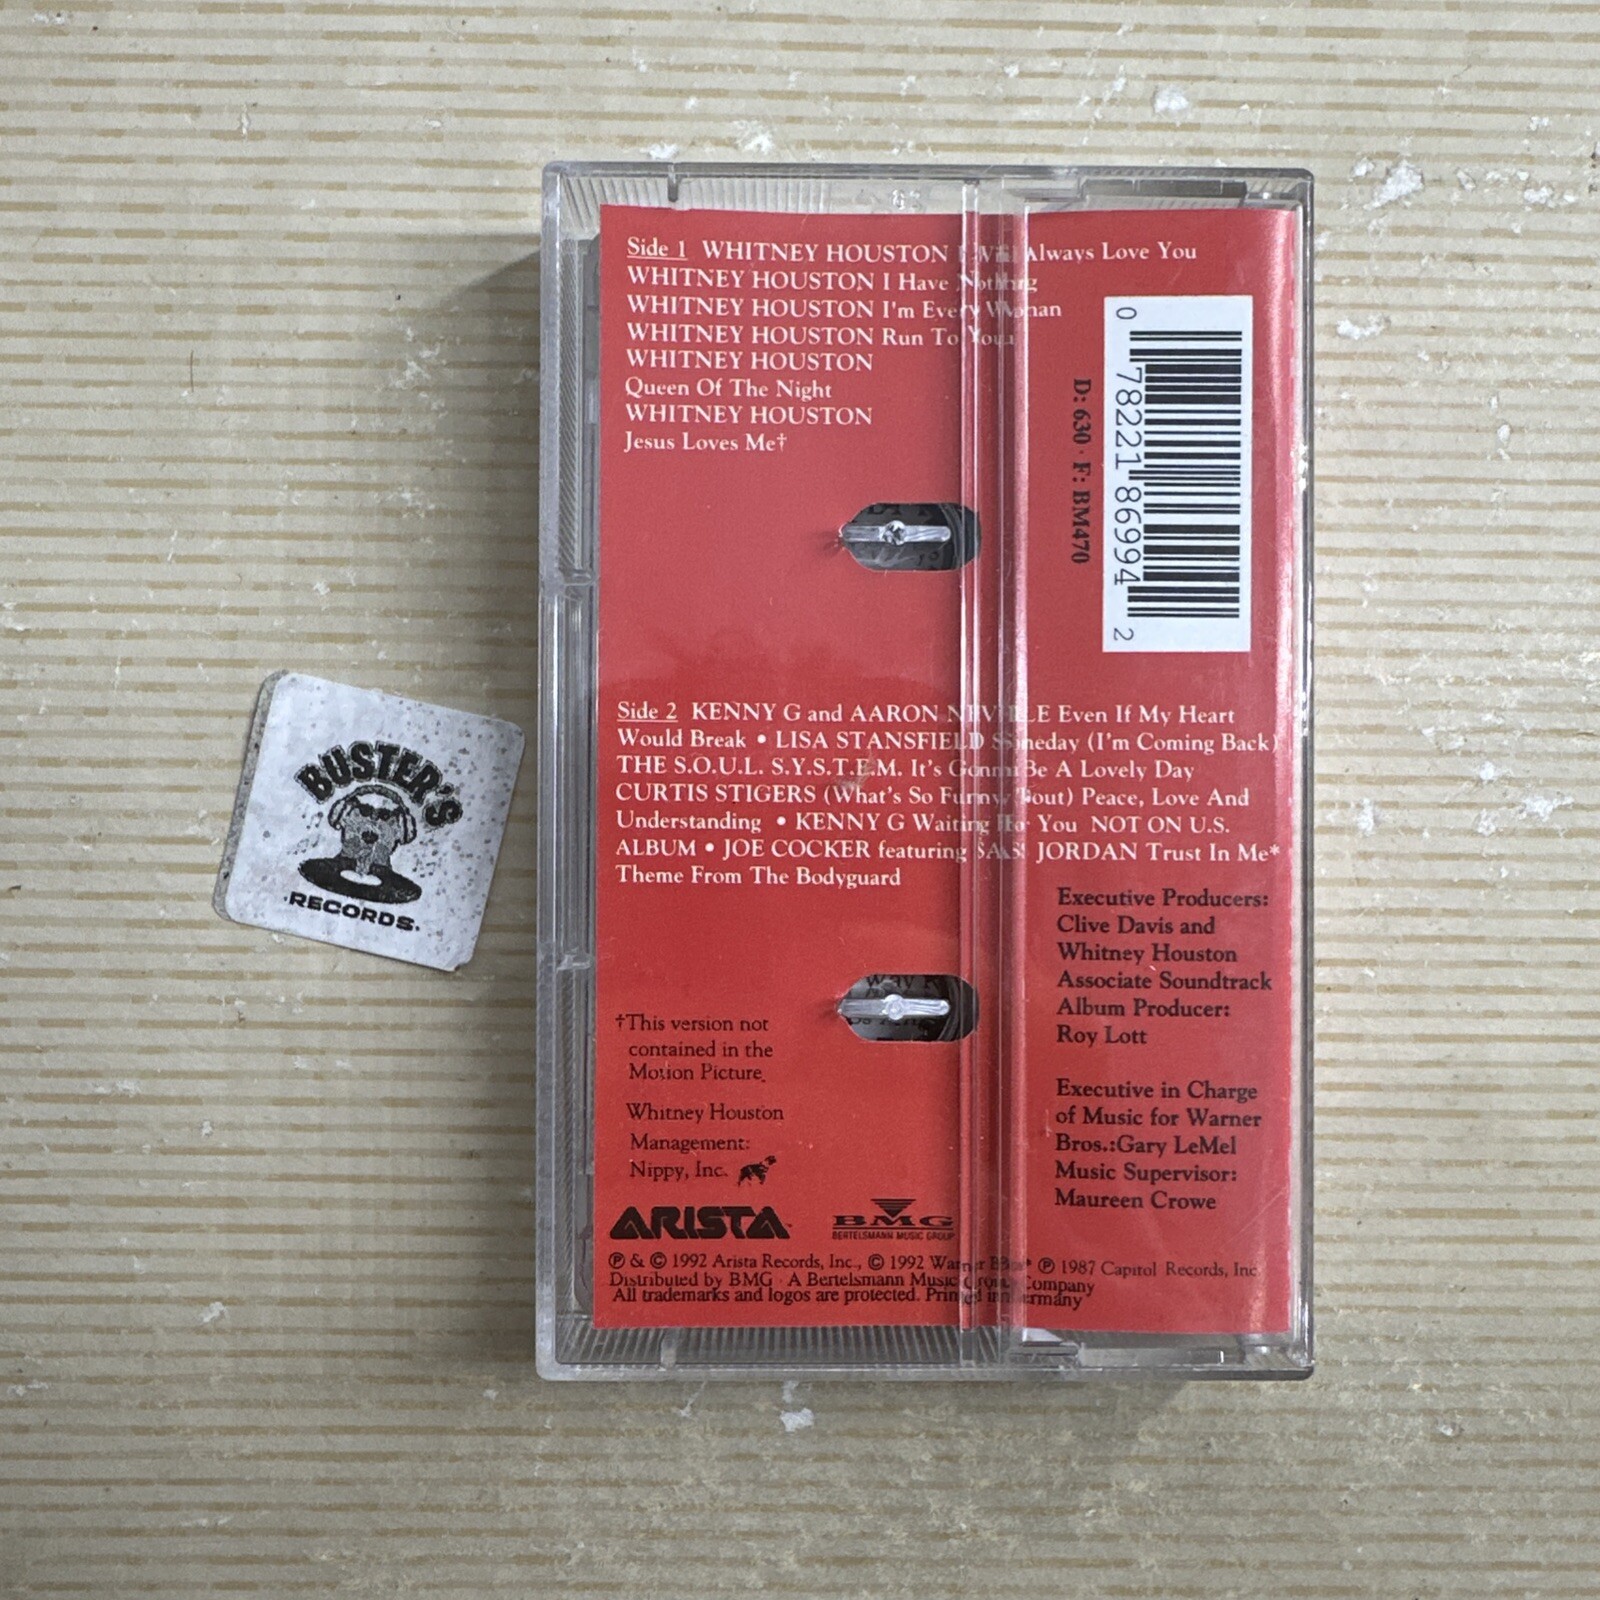 Side 1 WHITNEY HOUSTON I Will Always Love You
WHITNEY HOUSTON I Have Nothing
WHITNEY HOUSTON I'm Every Woman
WHITNEY HOUSTON Run To You
WHITNEY HOUSTON
Queen Of The Night
WHITNEY HOUSTON
Jesus Loves Me†
0 78221 86994 2
D: 630 · F: BM470
Side 2 KENNY G and AARON NEVILLE Even If My Heart
Would Break • LISA STANSFIELD Someday (I'm Coming Back)
THE S.O.U.L. S.Y.S.T.E.M. It's Gonna Be A Lovely Day
CURTIS STIGERS (What's So Funny 'bout) Peace, Love And
Understanding • KENNY G Waiting For You NOT ON U.S.
ALBUM • JOE COCKER featuring SASS JORDAN Trust In Me*
Theme From The Bodyguard
Executive Producers:
Clive Davis and
Whitney Houston
Associate Soundtrack
Album Producer:
Roy Lott
Executive in Charge
of Music for Warner
Bros.:Gary LeMel
Music Supervisor:
Maureen Crowe
†This version not
contained in the
Motion Picture.
Whitney Houston
Management:
Nippy, Inc.
ARISTA
BMG
BERTELSMANN MUSIC GROUP
℗ & © 1992 Arista Records, Inc., © 1992 Warner Bros.* ℗ 1987 Capitol Records, Inc.
Distributed by BMG · A Bertelsmann Music Group Company
All trademarks and logos are protected. Printed in Germany
BUSTER'S
·RECORDS·